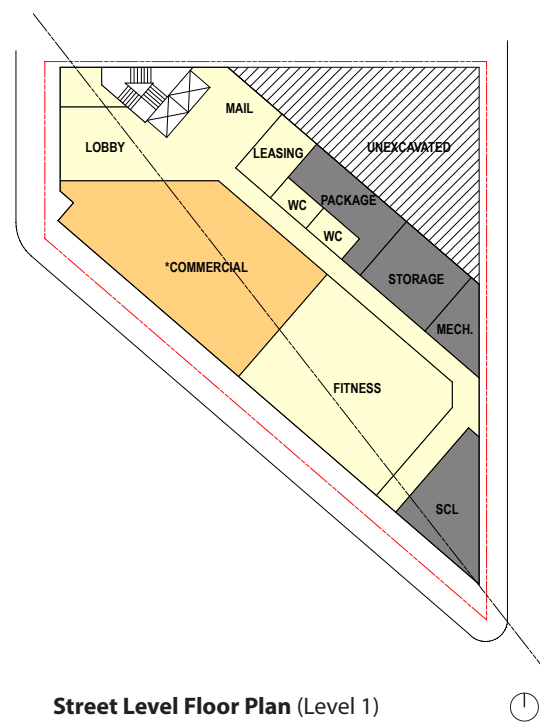 MAIL
LOBBY
LEASING
UNEXCAVATED
PACKAGE
WC
WC
*COMMERCIAL
STORAGE
MECH.
FITNESS
SCL
Street Level Floor Plan (Level 1)